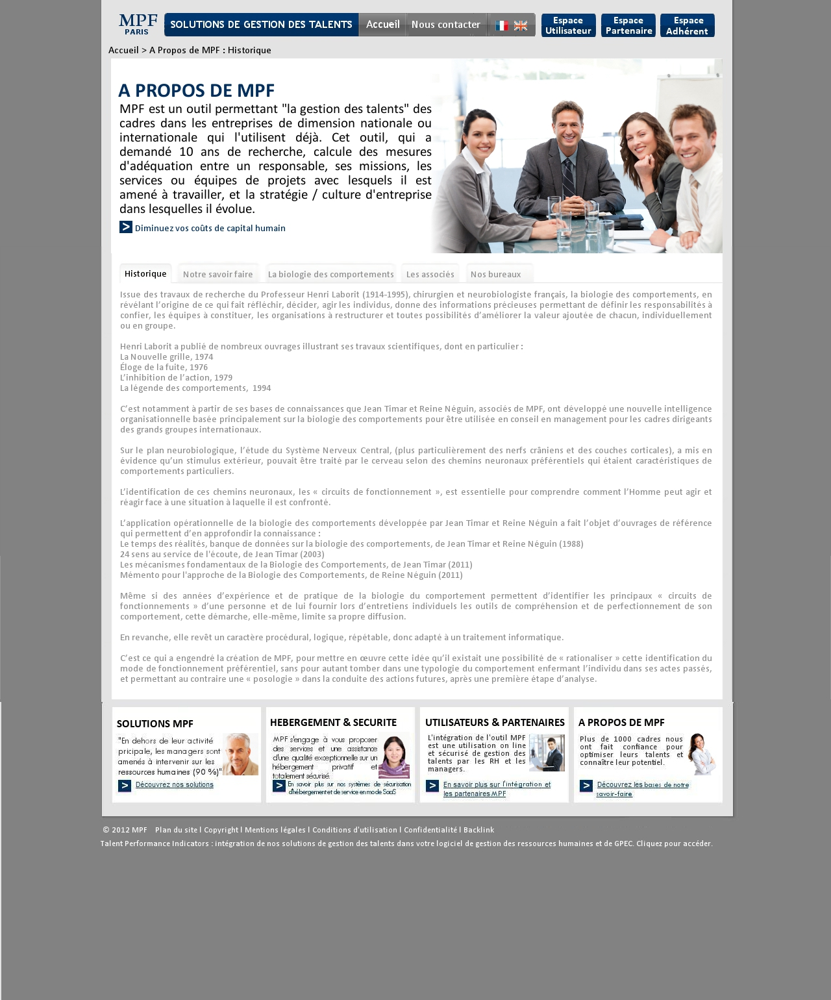 MPF
PARIS
SOLUTIONS DE GESTION DES TALENTS
Accueil
Nous contacter
Espace
Utilisateur
Espace
Partenaire
Espace
Adhérent
Accueil > A Propos de MPF : Historique
A PROPOS DE MPF
MPF est un outil permettant "la gestion des talents" des
cadres dans les entreprises de dimension nationale ou
internationale qui l'utilisent déjà. Cet outil, qui a
demandé 10 ans de recherche, calcule des mesures
d'adéquation entre un responsable, ses missions, les
services ou équipes de projets avec lesquels il est
amené à travailler, et la stratégie / culture d'entreprise
dans lesquelles il évolue.
> Diminuez vos coûts de capital humain
Historique
Notre savoir faire
La biologie des comportements
Les associés
Nos bureaux
Issue des travaux de recherche du Professeur Henri Laborit (1914-1995), chirurgien et neurobiologiste français, la biologie des comportements, en
révélant l’origine de ce qui fait réfléchir, décider, agir les individus, donne des informations précieuses permettant de définir les responsabilités à
confier, les équipes à constituer, les organisations à restructurer et toutes possibilités d’améliorer la valeur ajoutée de chacun, individuellement
ou en groupe.
Henri Laborit a publié de nombreux ouvrages illustrant ses travaux scientifiques, dont en particulier :
La Nouvelle grille, 1974
Éloge de la fuite, 1976
L’inhibition de l’action, 1979
La légende des comportements, 1994
C’est notamment à partir de ses bases de connaissances que Jean Timar et Reine Néguin, associés de MPF, ont développé une nouvelle intelligence
organisationnelle basée principalement sur la biologie des comportements pour être utilisée en conseil en management pour les cadres dirigeants
des grands groupes internationaux.
Sur le plan neurobiologique, l’étude du Système Nerveux Central, (plus particulièrement des nerfs crâniens et des couches corticales), a mis en
évidence qu’un stimulus extérieur, pouvait être traité par le cerveau selon des chemins neuronaux préférentiels qui étaient caractéristiques de
comportements particuliers.
L’identification de ces chemins neuronaux, les « circuits de fonctionnement », est essentielle pour comprendre comment l’Homme peut agir et
réagir face à une situation à laquelle il est confronté.
L’application opérationnelle de la biologie des comportements développée par Jean Timar et Reine Néguin a fait l’objet d’ouvrages de référence
qui permettent d’en approfondir la connaissance :
Le temps des réalités, banque de données sur la biologie des comportements, de Jean Timar et Reine Néguin (1988)
24 sens au service de l'écoute, de Jean Timar (2003)
Les mécanismes fondamentaux de la Biologie des Comportements, de Jean Timar (2011)
Mémento pour l'approche de la Biologie des Comportements, de Reine Néguin (2011)
Même si des années d’expérience et de pratique de la biologie du comportement permettent d’identifier les principaux « circuits de
fonctionnements » d’une personne et de lui fournir lors d’entretiens individuels les outils de compréhension et de perfectionnement de son
comportement, cette démarche, elle-même, limite sa propre diffusion.
En revanche, elle revêt un caractère procédural, logique, répétable, donc adapté à un traitement informatique.
C’est ce qui a engendré la création de MPF, pour mettre en œuvre cette idée qu’il existait une possibilité de « rationaliser » cette identification du
mode de fonctionnement préférentiel, sans pour autant tomber dans une typologie du comportement enfermant l’individu dans ses actes passés,
et permettant au contraire une « posologie » dans la conduite des actions futures, après une première étape d’analyse.
SOLUTIONS MPF
"En dehors de leur activité
pricipale, les managers sont
amenés à intervenir sur les
ressources humaines (90 %)"
> Découvrez nos solutions
HEBERGEMENT & SECURITE
MPF s'engage à vous proposer
des services et une assistance
d'une qualité exceptionnelle sur un
hébergement privatif et
totalement sécurisé.
> En savoir plus sur nos systèmes de sécurisation
d'hébergement et de service en mode SaaS
UTILISATEURS & PARTENAIRES
L'intégration de l'outil MPF
est une utilisation on line
et sécurisé de gestion des
talents par les RH et les
managers.
> En savoir plus sur l'intégration et
les partenaires MPF
A PROPOS DE MPF
Plus de 1000 cadres nous
ont fait confiance pour
optimiser leurs talents et
connaître leur potentiel.
> Découvrez les bases de notre
savoir-faire
© 2012 MPF Plan du site l Copyright l Mentions légales l Conditions d'utilisation l Confidentialité l Backlink
Talent Performance Indicators : intégration de nos solutions de gestion des talents dans votre logiciel de gestion des ressources humaines et de GPEC. Cliquez pour accéder.